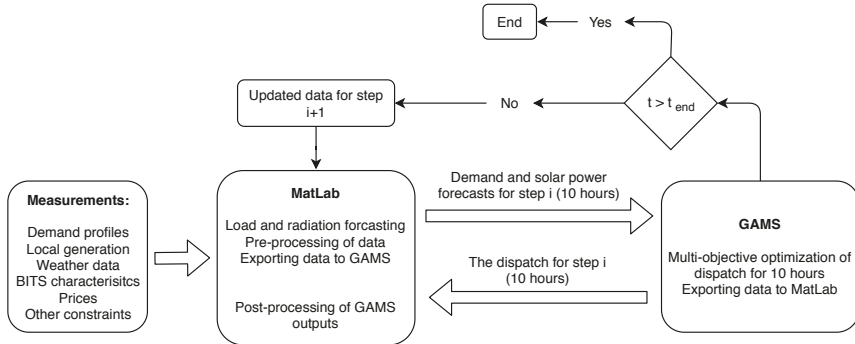 End
Yes
Updated data for step
i+1
No
t > t end
Measurements:
Demand profiles
Local generation
Weather data
BITS characterisitcs
Prices
Other constraints
MatLab
Load and radiation forcasting
Pre-processing of data
Exporting data to GAMS
Post-processing of GAMS
outputs
Demand and solar power
forecasts for step i (10 hours)
The dispatch for step i
(10 hours)
GAMS
Multi-objective optimization of
dispatch for 10 hours
Exporting data to MatLab